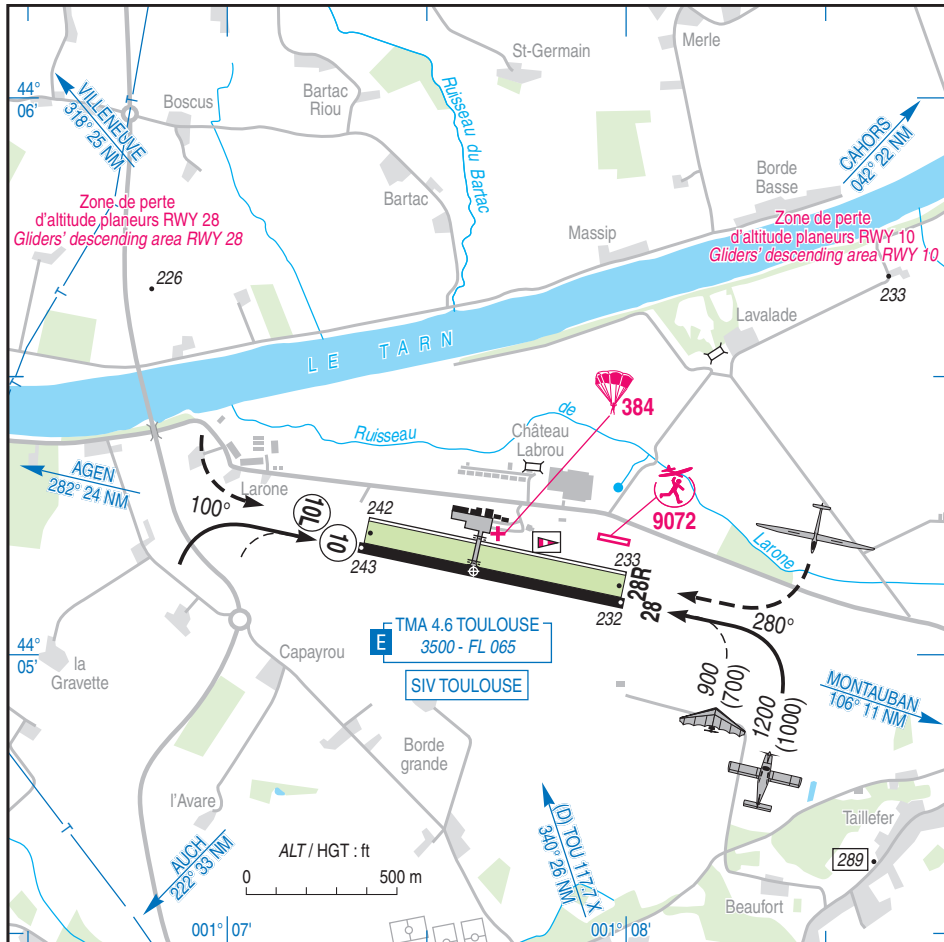 St-Germain
Merle
44°
06'
VILLENEUVE
318° 25 NM
Boscus
Bartac
Riou
Ruisseau du Bartac
CAHORS
042° 22 NM
Borde
Basse
Zone de perte
d'altitude planeurs RWY 28
Gliders' descending area RWY 28
Bartac
Massip
Zone de perte
d'altitude planeurs RWY 10
Gliders' descending area RWY 10
226
233
T
T
T
Lavalade
LE TARN
384
de
Ruisseau
Château
Labrou
AGEN
282° 24 NM
Larone
100°
10L
10
242
243
9072
Larone
233
232
28R
28
280°
E
TMA 4.6 TOULOUSE
3500 - FL 065
SIV TOULOUSE
44°
05'
la
Gravette
Capayrou
900
(700)
1200
(1000)
MONTAUBAN
106° 11 NM
Borde
grande
l'Avare
AUCH
222° 33 NM
(D) TOU 117.7 X
340° 26 NM
Taillefer
289
ALT / HGT : ft
0
500 m
Beaufort
001° 07'
001° 08'